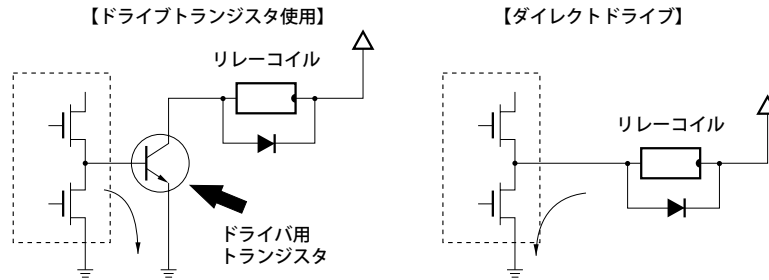 【ドライブトランジスタ使用】
リレーコイル
ドライバ用
トランジスタ
【ダイレクトドライブ】
リレーコイル